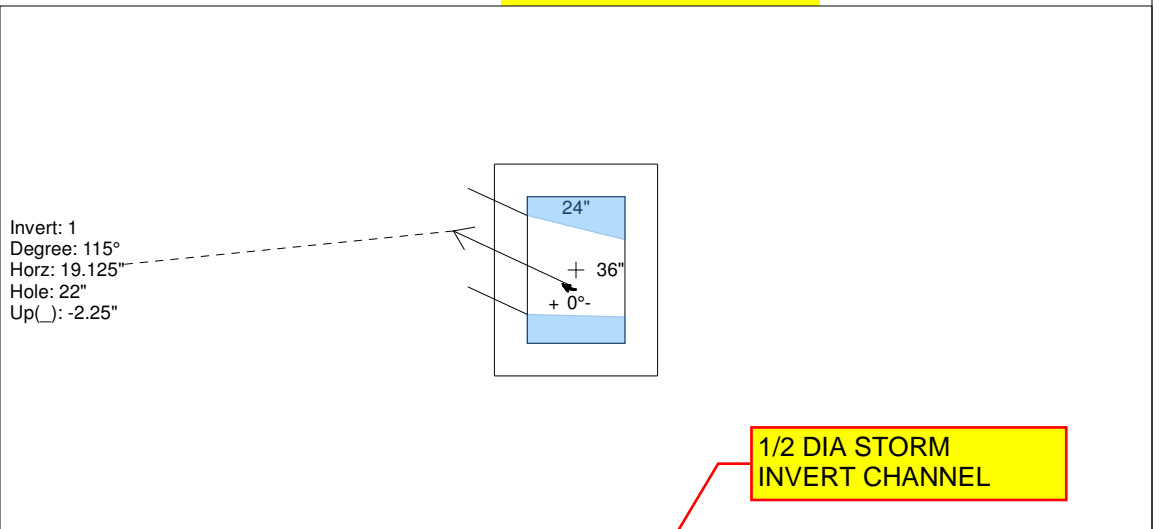 24"
36"
+ 0°-
Invert: 1
Degree: 115°
Horz: 19.125"
Hole: 22"
Up(_): -2.25"
1/2 DIA STORM
INVERT CHANNEL